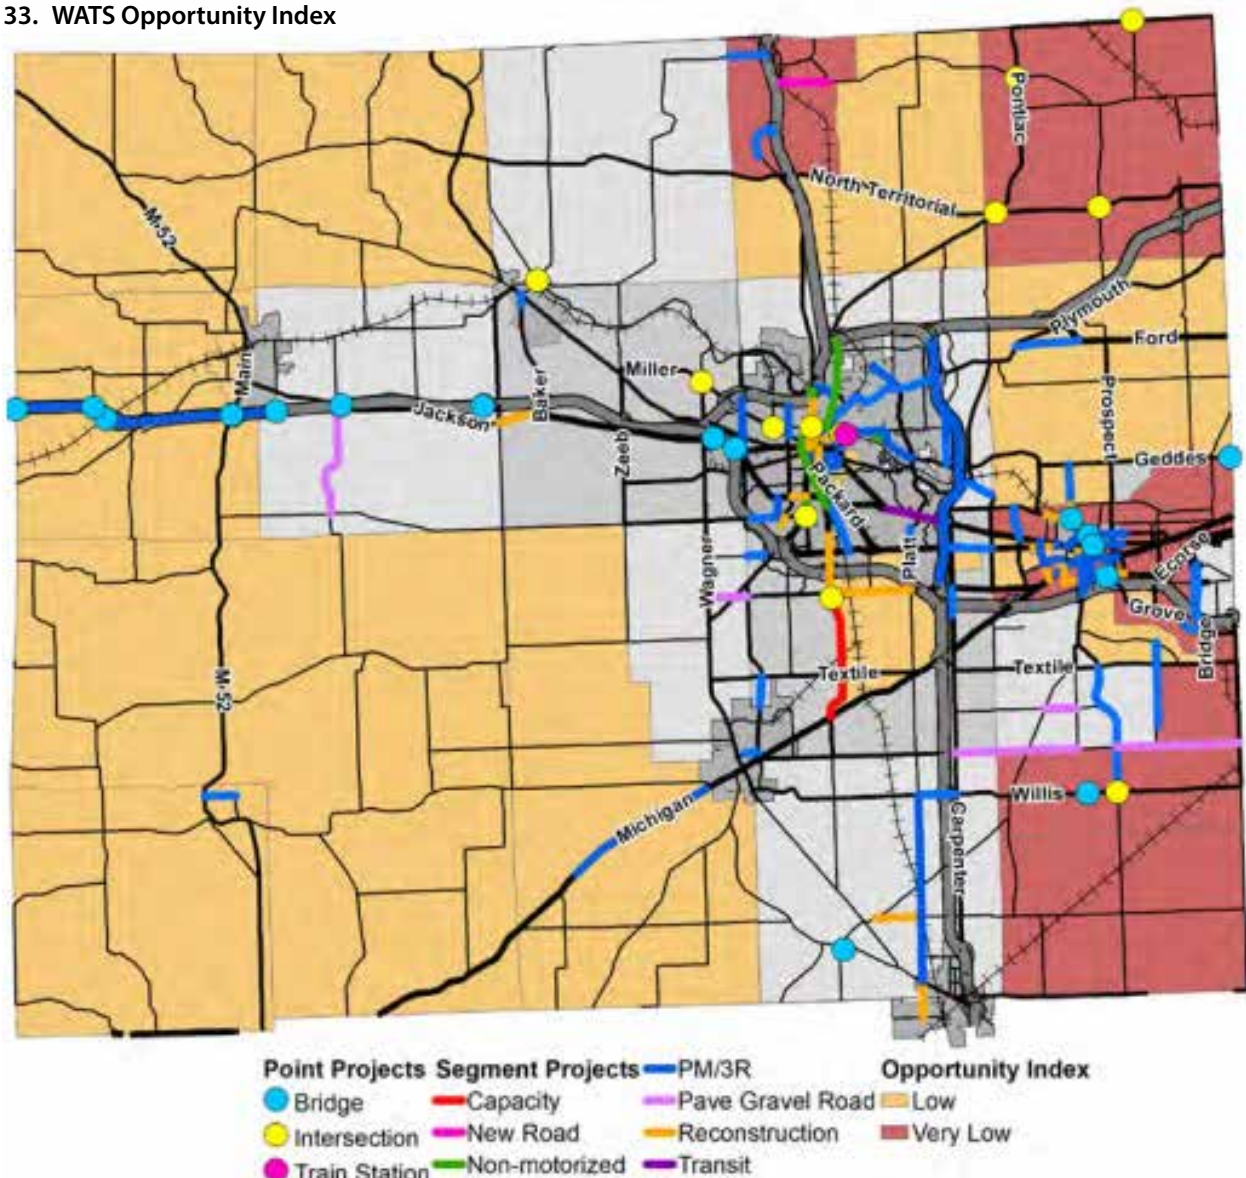 33. WATS Opportunity Index
Pontiac
North Territorial
M-52
Plymouth
Ford
Miller
Main
Baker
Prospect
Jackson
Zeeb
Geddes
Packard
Platt
Ecorse
Wagner
Grove
Bridge
Textile
Textile
M-52
Willis
Michigan
Carpenter
Point Projects Segment Projects PM/3R Opportunity Index
Bridge Capacity Pave Gravel Road Low
Intersection New Road Reconstruction Very Low
Train Station Non-motorized Transit